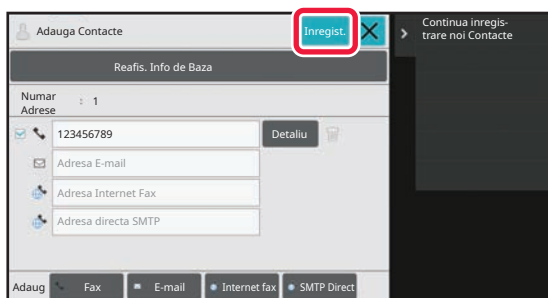 Adauga Contacte
Inregist.
Continua inregis-
trare noi Contacte
Reafis. Info de Baza
Numar
Adrese
: 1
123456789
Detaliu
Adresa E-mail
Adresa Internet Fax
Adresa directa SMTP
Adaug
Fax
E-mail
Internet fax
SMTP Direct